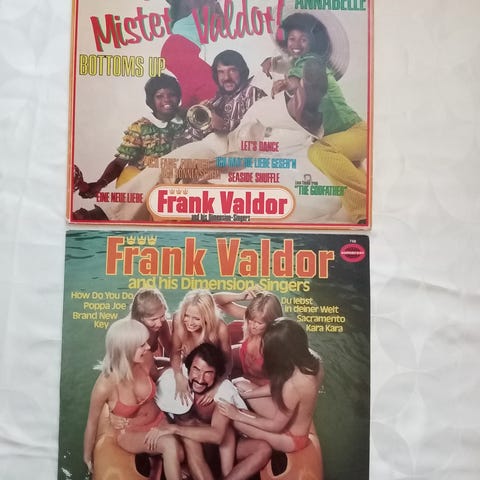 ANNABELLE
Mister Valdor!
BOTTOMS UP
LET'S DANCE
SEASIDE SHUFFLE
EINE NEUE LIEBE
"THE GODFATHER"
Frank Valdor
and his Dimension-Singers
Frank Valdor
and his Dimension-Singers
How Do You Do
Poppa Joe
Brand New
Key
Du lebst
in deiner Welt
Sacramento
Kara Kara